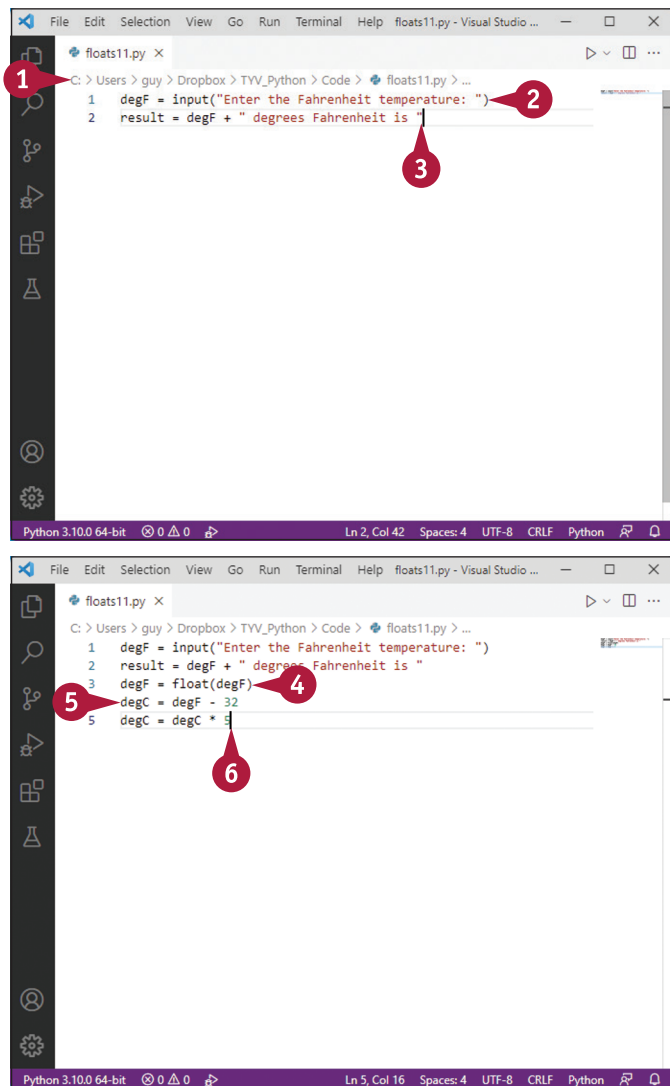 File Edit Selection View Go Run Terminal Help floats11.py - Visual Studio ...
floats11.py
1
C: > Users > guy > Dropbox > TYV_Python > Code > floats11.py > ...
1 degF = input("Enter the Fahrenheit temperature: ")
2
2 result = degF + " degrees Fahrenheit is "
3
Python 3.10.0 64-bit 0 0 Ln 2, Col 42 Spaces: 4 UTF-8 CRLF Python
File Edit Selection View Go Run Terminal Help floats11.py - Visual Studio ...
floats11.py
C: > Users > guy > Dropbox > TYV_Python > Code > floats11.py > ...
1 degF = input("Enter the Fahrenheit temperature: ")
2 result = degF + " degrees Fahrenheit is "
3 degF = float(degF)
4
5
degC = degF - 32
5 degC = degC * 5
6
Python 3.10.0 64-bit 0 0 Ln 5, Col 16 Spaces: 4 UTF-8 CRLF Python